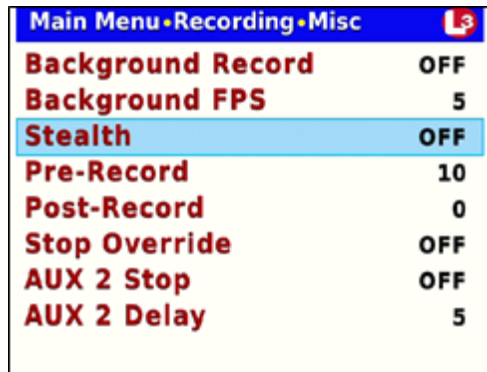 Main Menu•Recording•Misc L3
Background Record OFF
Background FPS 5
Stealth OFF
Pre-Record 10
Post-Record 0
Stop Override OFF
AUX 2 Stop OFF
AUX 2 Delay 5